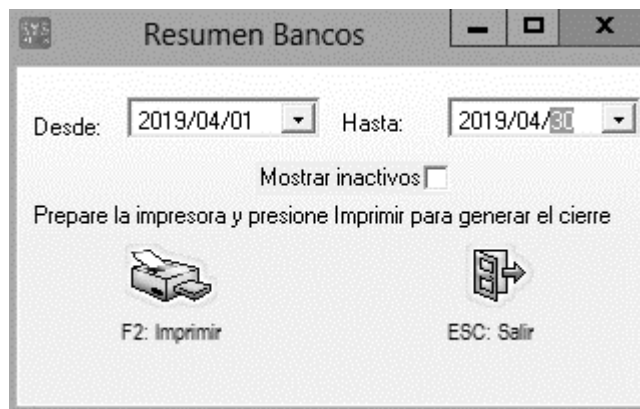 Resumen Bancos
Desde: 2019/04/01 Hasta: 2019/04/30
Mostrar inactivos
Prepare la impresora y presione Imprimir para generar el cierre
F2: Imprimir ESC: Salir